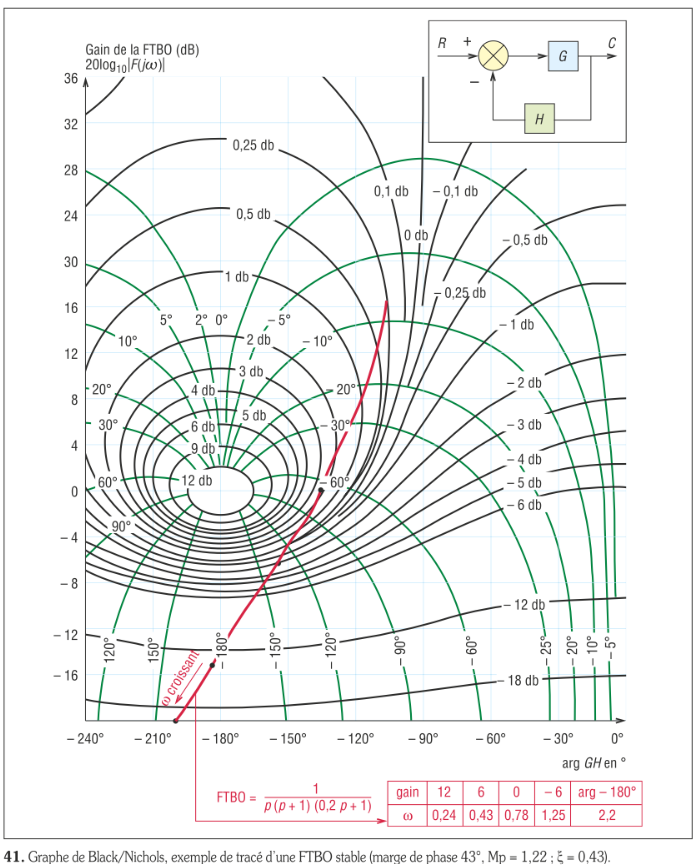 Gain de la FTBO (dB)
20log10|F(jω)|
R + G C
−
H
36
32
28
24
20
16
12
8
4
0
− 4
− 8
− 12
− 16
0,25 db
0,5 db
1 db
2 db
3 db
4 db
5 db
6 db
9 db
12 db
0,1 db
− 0,1 db
0 db
− 0,25 db
− 0,5 db
− 1 db
− 2 db
− 3 db
− 4 db
− 5 db
− 6 db
− 12 db
− 18 db
5° 2° 0° − 5°
10° − 10°
20° − 20°
30° − 30°
60° − 60°
90°
120° 150° − 180° − 150° − 120° − 90° − 60° − 25° − 20° − 10° − 5°
ω croissant
− 240° − 210° − 180° − 150° − 120° − 90° − 60° − 30° 0°
arg GH en °
FTBO = 1
p (p + 1) (0,2 p + 1)
gain 12 6 0 − 6 arg − 180°
ω 0,24 0,43 0,78 1,25 2,2
41. Graphe de Black/Nichols, exemple de tracé d'une FTBO stable (marge de phase 43°, Mp = 1,22 ; ξ = 0,43).